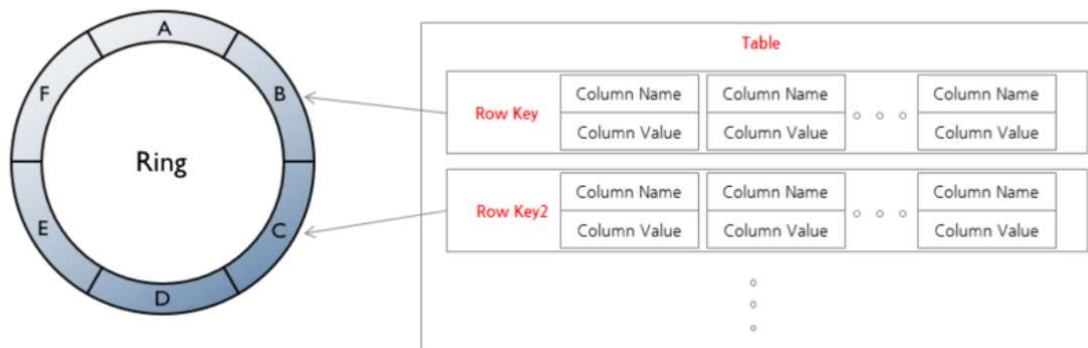 A
B
C
D
E
F
Ring
Table
Row Key
Column Name
Column Value
Column Name
Column Value
Column Name
Column Value
Row Key2
Column Name
Column Value
Column Name
Column Value
Column Name
Column Value